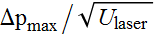 Δp_max / √U_laser